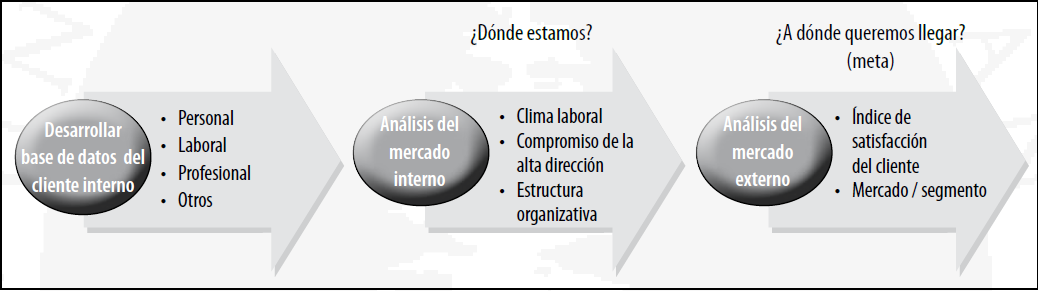 ¿Dónde estamos?
¿A dónde queremos llegar?
(meta)
Desarrollar
base de datos del
cliente interno
• Personal
• Laboral
• Profesional
• Otros
Análisis del
mercado
interno
• Clima laboral
• Compromiso de la
alta dirección
• Estructura
organizativa
Análisis del
mercado
externo
• Índice de
satisfacción
del cliente
• Mercado / segmento